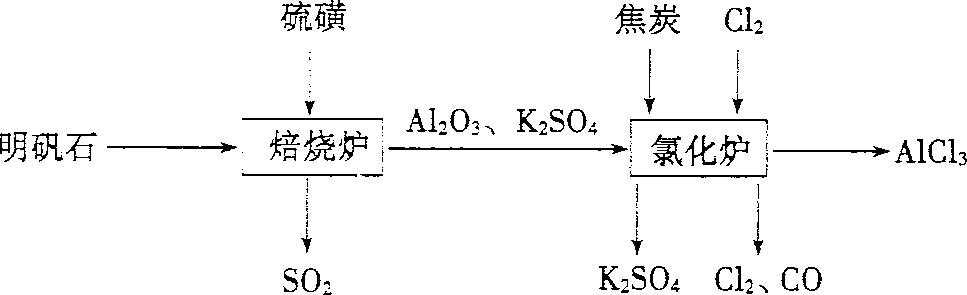 硫磺
焦炭 Cl₂
明矾石
焙烧炉
Al₂O₃、K₂SO₄
氯化炉
AlCl₃
SO₂
K₂SO₄ Cl₂、CO